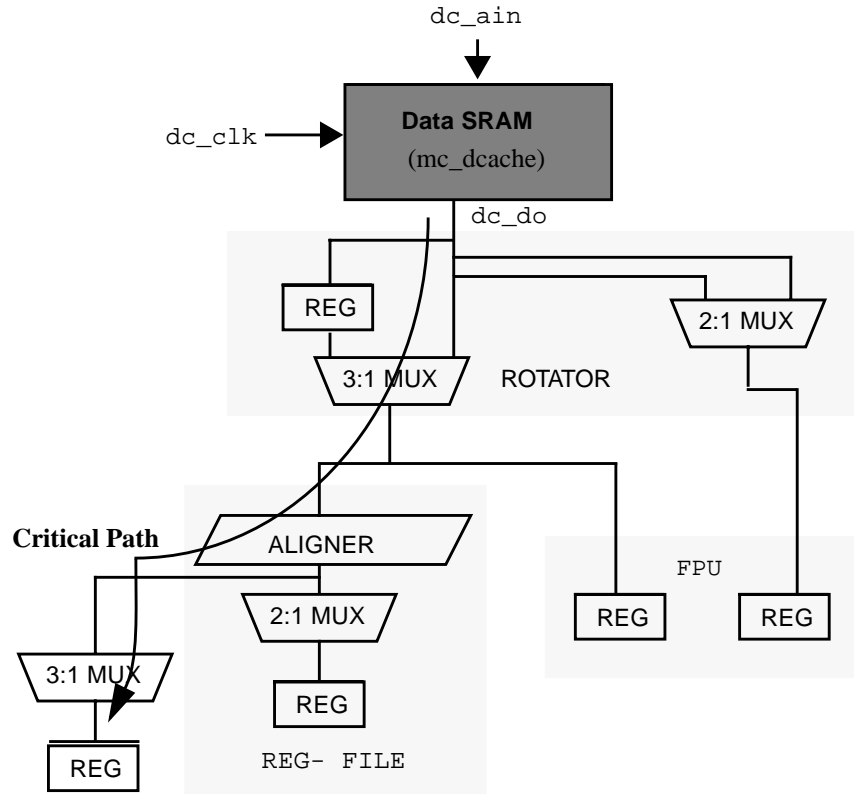 dc_ain
Data SRAM
dc_clk
(mc_dcache)
dc_do
REG
2:1 MUX
3:1 MUX
ROTATOR
Critical Path
ALIGNER
FPU
2:1 MUX
REG
REG
3:1 MUX
REG
REG- FILE
REG